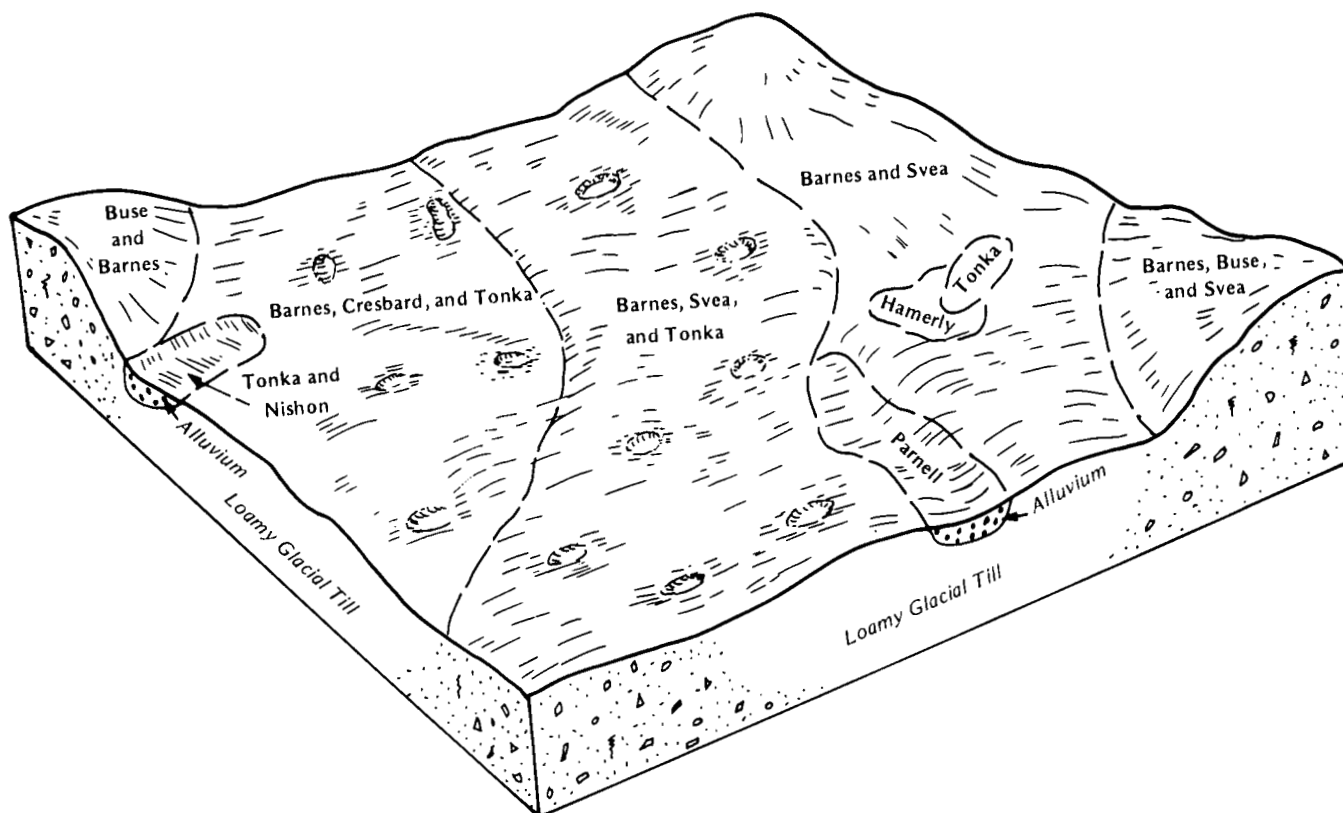 Buse
and
Barnes
Barnes, Cresbard, and Tonka
Tonka and
Nishon
Alluvium
Loamy Glacial Till
Barnes, Svea,
and Tonka
Barnes and Svea
Tonka
Hamerly
Parnell
Barnes, Buse,
and Svea
Alluvium
Loamy Glacial Till